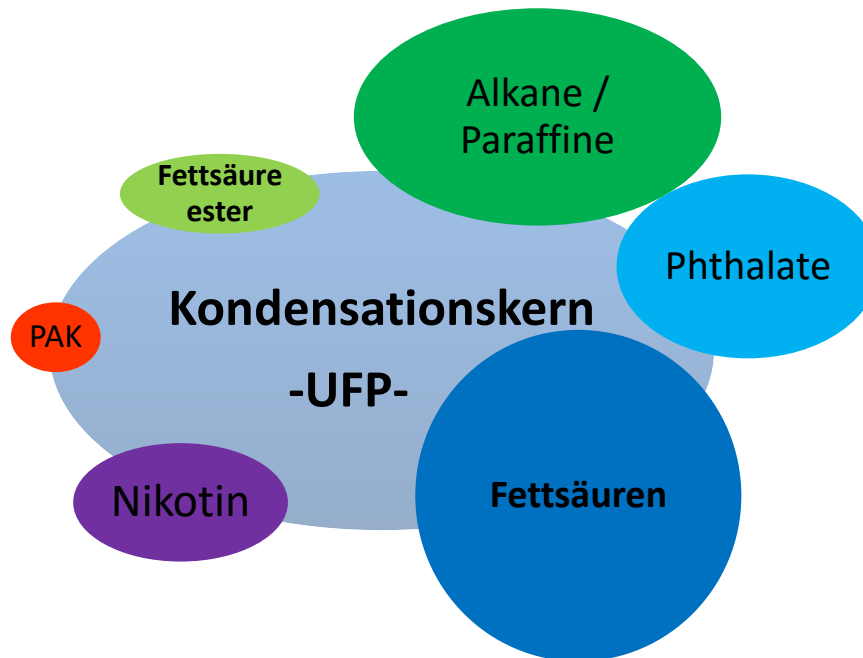 Alkane /
Paraffine
Fettsäure
ester
Phthalate
Kondensationskern
PAK
-UFP-
Fettsäuren
Nikotin